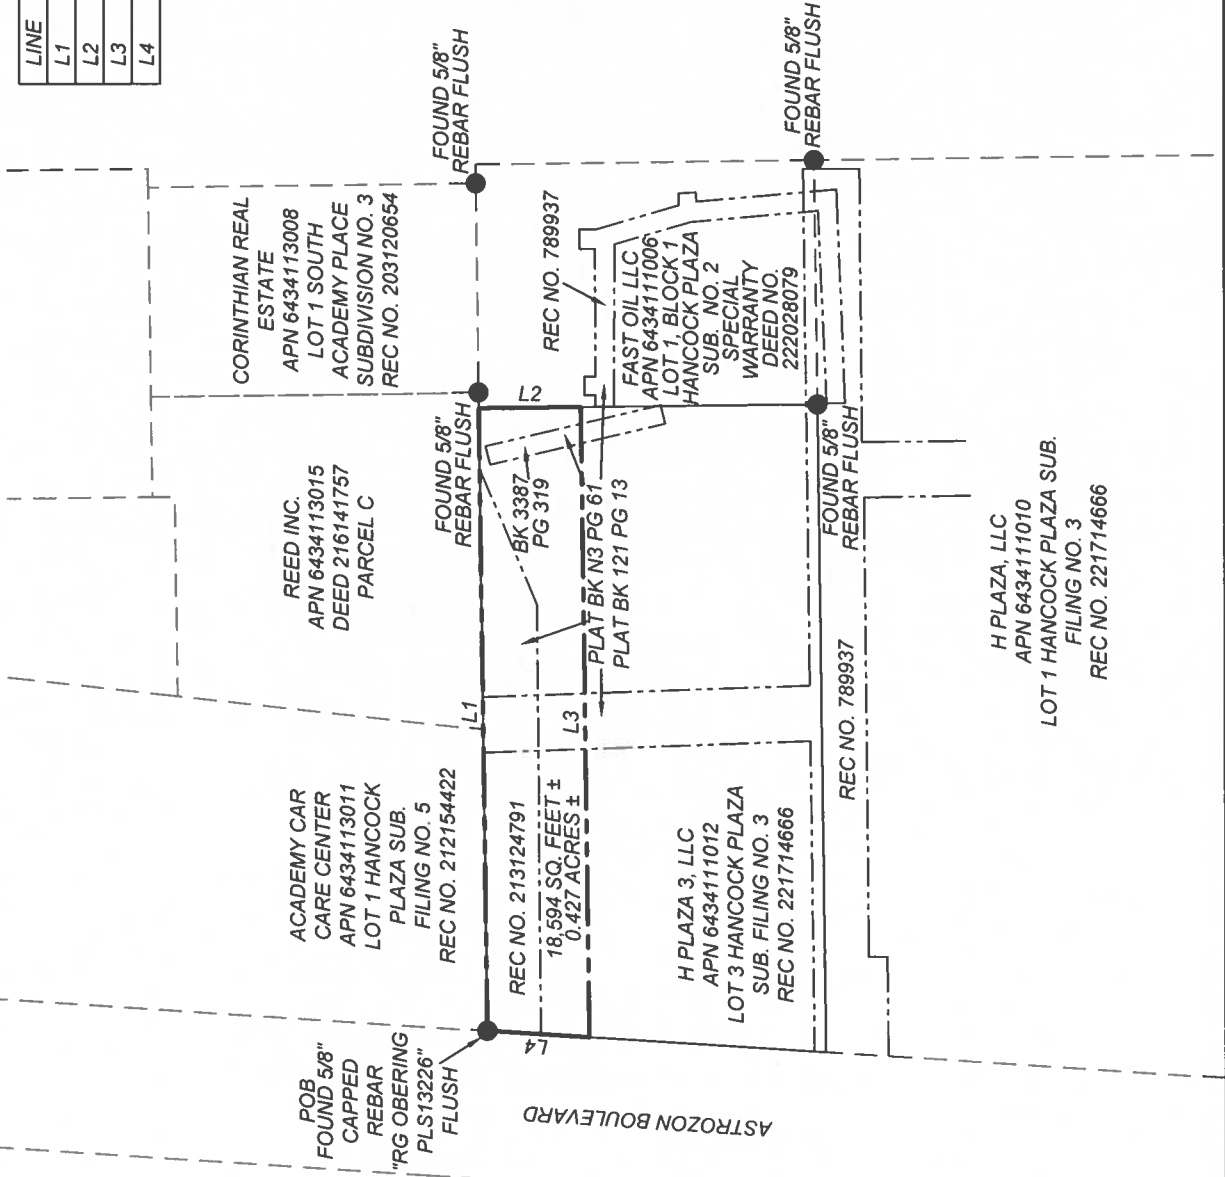 LINE
L1
L2
L3
L4
FOUND 5/8"
REBAR FLUSH
FOUND 5/8"
REBAR FLUSH
CORINTHIAN REAL
ESTATE
APN 6434113008
LOT 1 SOUTH
ACADEMY PLACE
SUBDIVISION NO. 3
REC NO. 203120654
REC NO. 789937
FAST OIL LLC
APN 6434111006
LOT 1, BLOCK 1
HANCOCK PLAZA
SUB. NO. 2
SPECIAL
WARRANTY
DEED NO.
222028079
REED INC.
APN 6434113015
DEED 216141757
PARCEL C
FOUND 5/8"
REBAR FLUSH
L2
BK 3387
PG 319
PLAT BK N3 PG 61
PLAT BK 121 PG 13
FOUND 5/8"
REBAR FLUSH
ACADEMY CAR
CARE CENTER
APN 6434113011
LOT 1 HANCOCK
PLAZA SUB.
FILING NO. 5
REC NO. 212154422
L1
L3
REC NO. 213124791
18,594 SQ. FEET ±
0.427 ACRES ±
H PLAZA 3, LLC
APN 6434111012
LOT 3 HANCOCK PLAZA
SUB. FILING NO. 3
REC NO. 221714666
REC NO. 789937
H PLAZA, LLC
APN 6434111010
LOT 1 HANCOCK PLAZA SUB.
FILING NO. 3
REC NO. 221714666
POB
FOUND 5/8"
CAPPED
REBAR
"RG OBERING
PLS13226"
FLUSH
L4
ASTROZON BOULEVARD